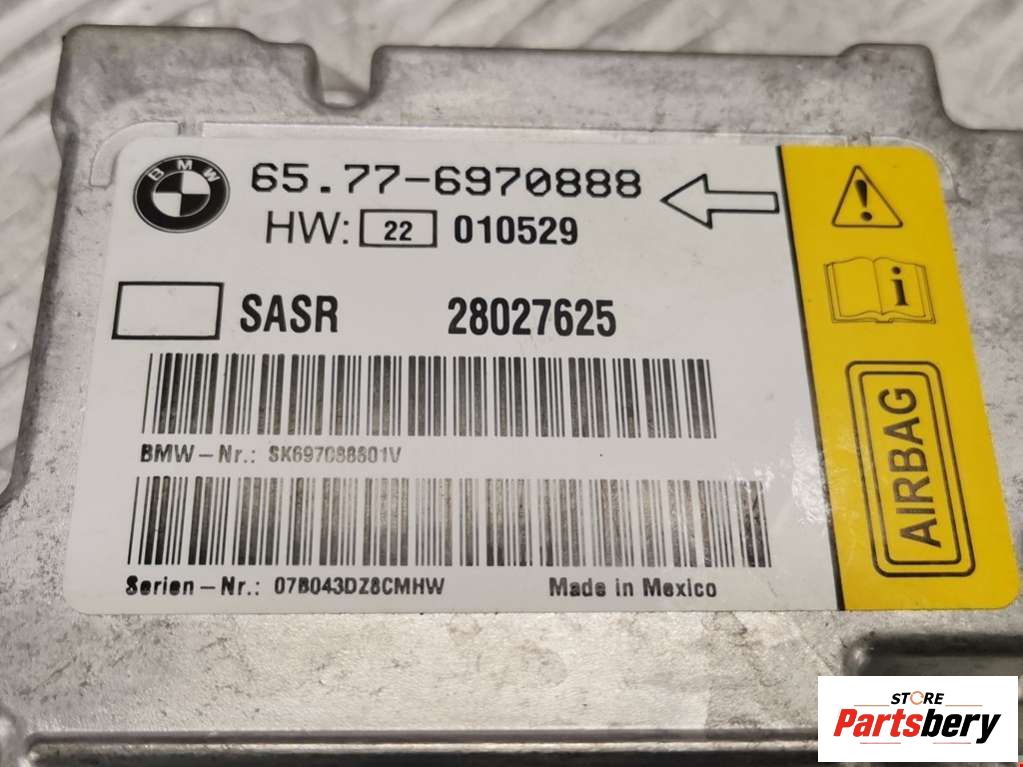 BMW
65.77-6970888
HW: 22 010529
SASR 28027625
BMW-Nr.: SK697088801V
Serien-Nr.: 07B043DZ8CMHW Made in Mexico
i
AIRBAG
STORE
Partsbery